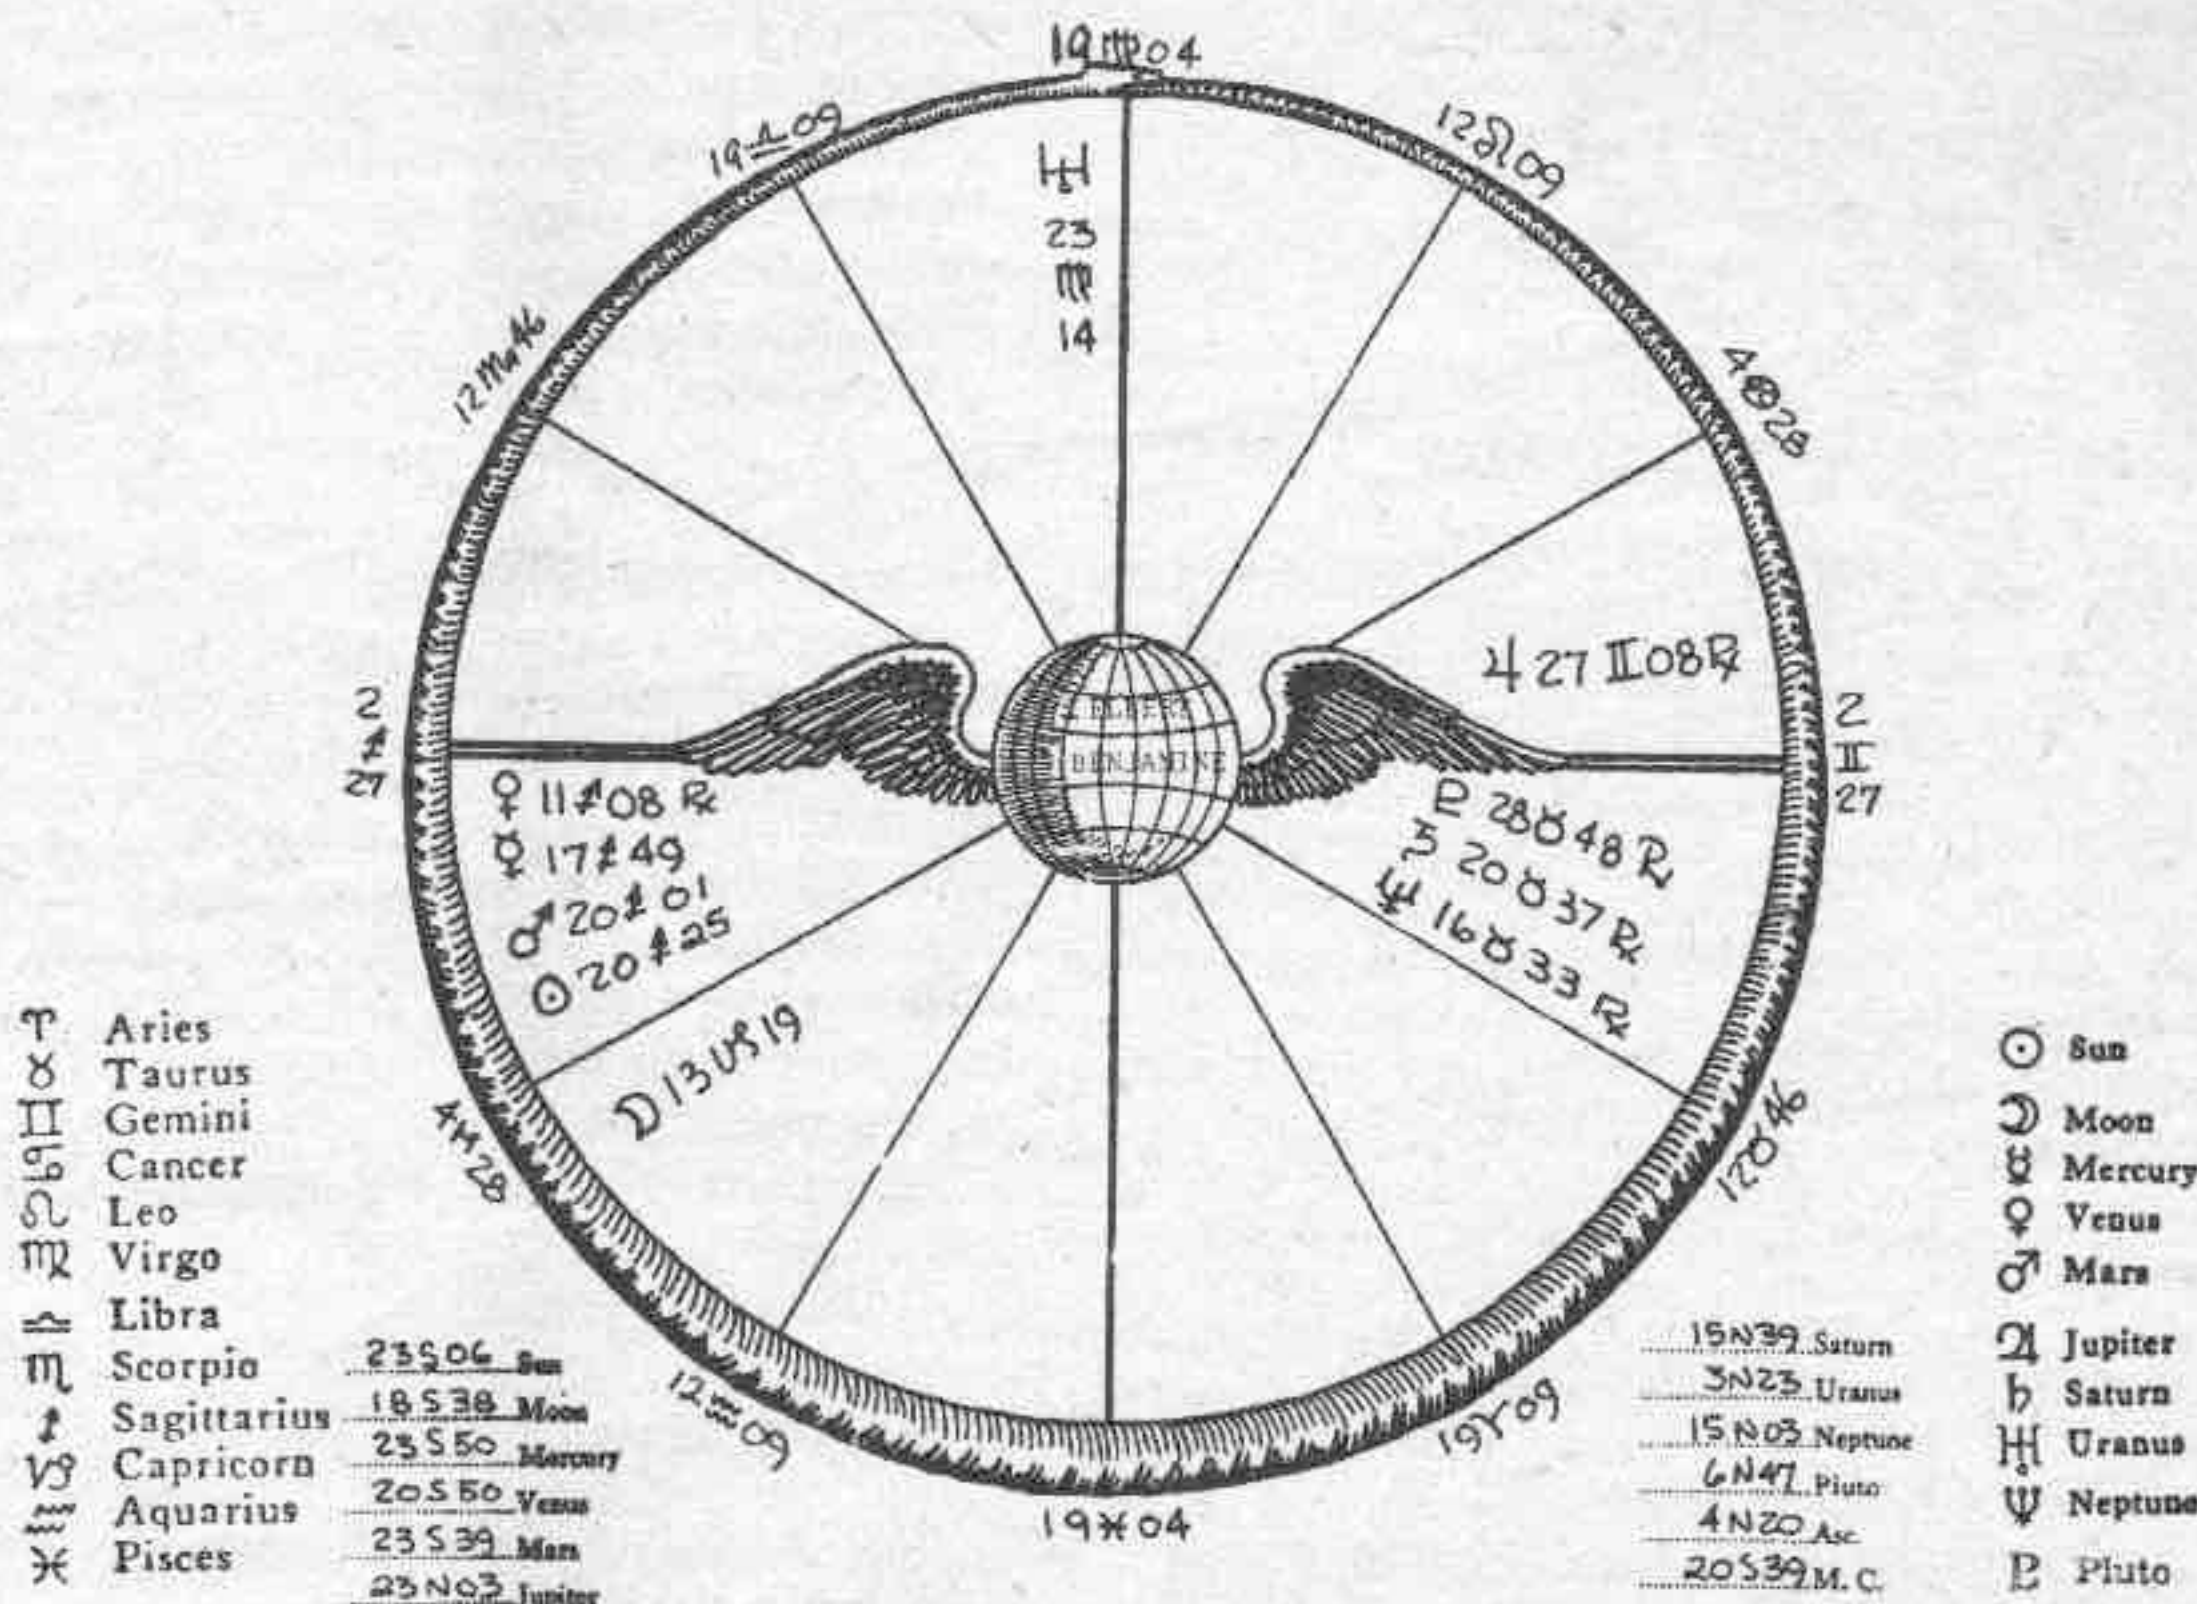 19♍04
19♎09
12♌09
♅
23
♍
14
12♏46
4♋28
♃ 27 ♊ 08 ℞
2
♐
27
2
♊
27
BENJAMINE
♀ 11 ♐ 08 ℞
☿ 17 ♐ 49
♂ 20 ♐ 01
☉ 20 ♐ 25
☽ 13 ♑ 19
♇ 28 ♉ 48 ℞
♄ 20 ♉ 37 ℞
♆ 16 ♉ 33 ℞
28
12♉46
12♒09
19♈09
19♓04
♈ Aries
♉ Taurus
♊ Gemini
♋ Cancer
♌ Leo
♍ Virgo
♎ Libra
♏ Scorpio
♐ Sagittarius
♑ Capricorn
♒ Aquarius
♓ Pisces
23S06 Sun
18S38 Moon
23S50 Mercury
20S50 Venus
23S39 Mars
23N03 Jupiter
15N39 Saturn
3N23 Uranus
15N03 Neptune
6N47 Pluto
4N20 Asc
20S39 M. C.
☉ Sun
☽ Moon
☿ Mercury
♀ Venus
♂ Mars
♃ Jupiter
♄ Saturn
♅ Uranus
♆ Neptune
♇ Pluto